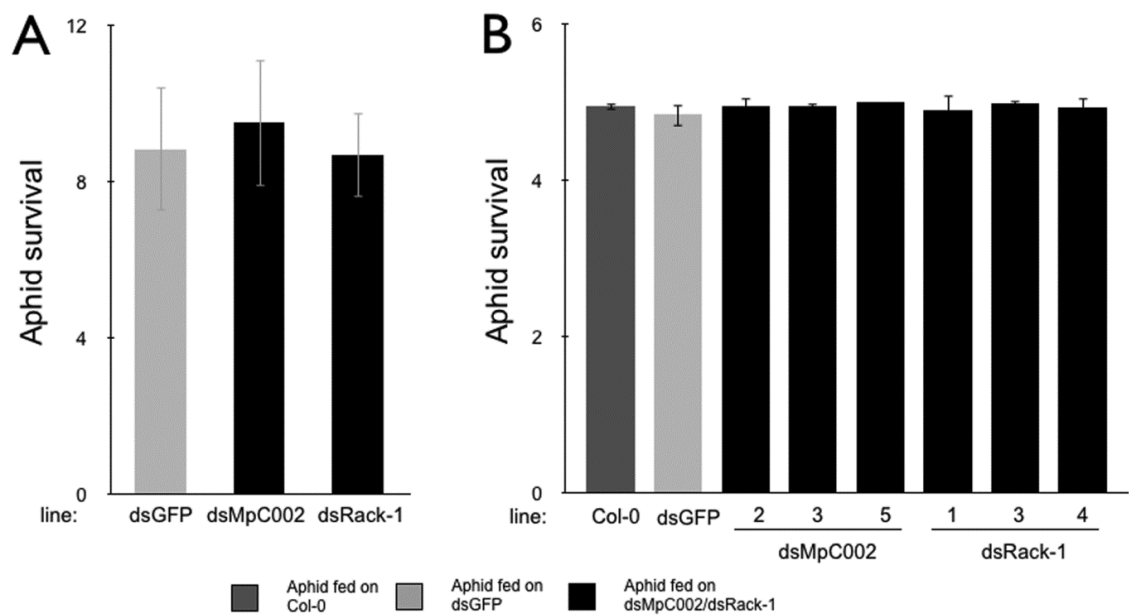 A
B
12
8
4
0
Aphid survival
line:
dsGFP dsMpC002 dsRack-1
6
4
2
0
Aphid survival
line:
Col-0 dsGFP 2 3 5 1 3 4
dsMpC002 dsRack-1
Aphid fed on
Col-0
Aphid fed on
dsGFP
Aphid fed on
dsMpC002/dsRack-1